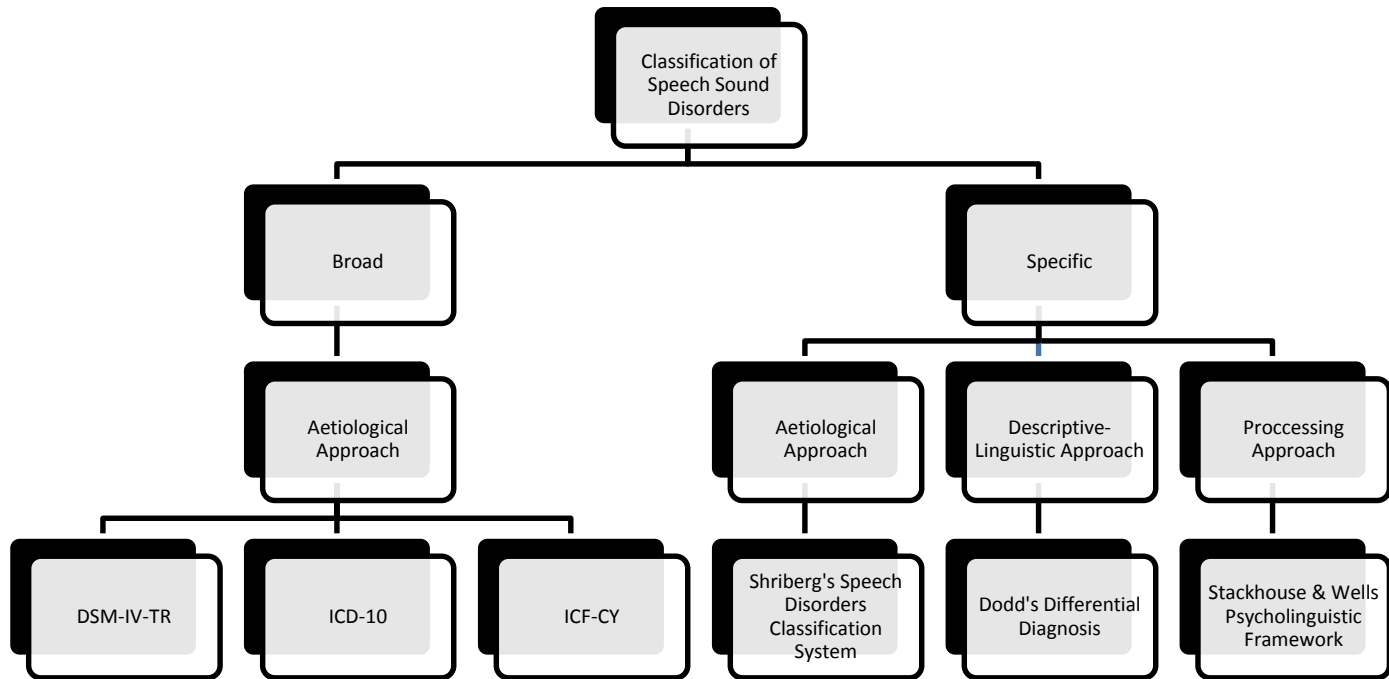 Classification of
Speech Sound
Disorders
Broad
Specific
Aetiological
Approach
Aetiological
Approach
Descriptive-
Linguistic Approach
Proccessing
Approach
DSM-IV-TR
ICD-10
ICF-CY
Shriberg's Speech
Disorders
Classification
System
Dodd's Differential
Diagnosis
Stackhouse & Wells
Psycholinguistic
Framework